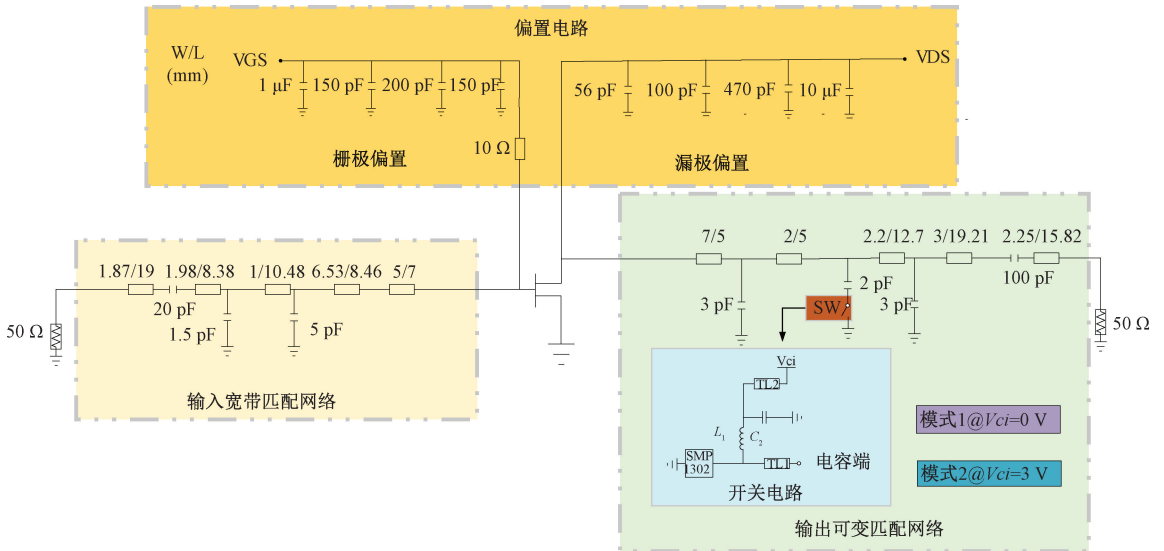 偏置电路
W/L
(mm)
VGS
VDS
1 μF
150 pF
200 pF
150 pF
56 pF
100 pF
470 pF
10 μF
10 Ω
栅极偏置
漏极偏置
1.87/19
1.98/8.38
1/10.48
6.53/8.46
5/7
20 pF
1.5 pF
5 pF
50 Ω
输入宽带匹配网络
7/5
2/5
2.2/12.7
3/19.21
2.25/15.82
3 pF
2 pF
3 pF
100 pF
SW
50 Ω
Vci
TL2
L1
C2
SMP
1302
TL1
电容端
开关电路
模式1@Vci=0 V
模式2@Vci=3 V
输出可变匹配网络